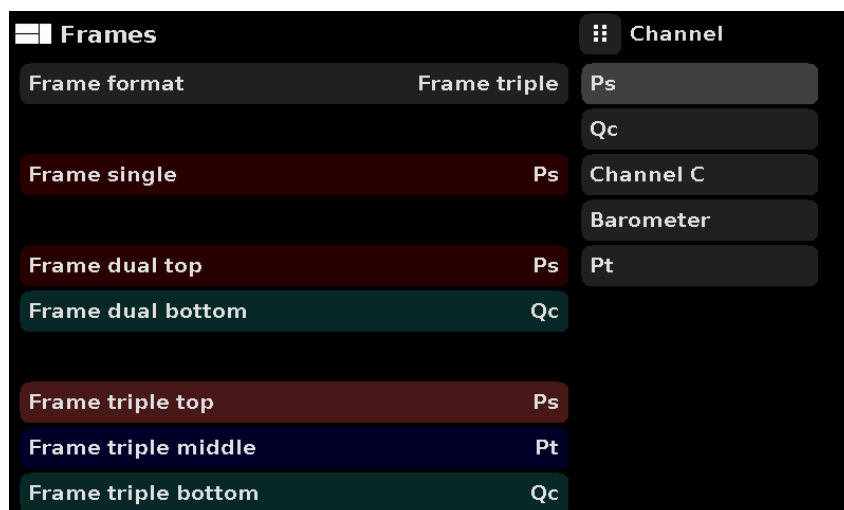 Frames
Frame format Frame triple
Frame single Ps
Frame dual top Ps
Frame dual bottom Qc
Frame triple top Ps
Frame triple middle Pt
Frame triple bottom Qc
Channel
Ps
Qc
Channel C
Barometer
Pt